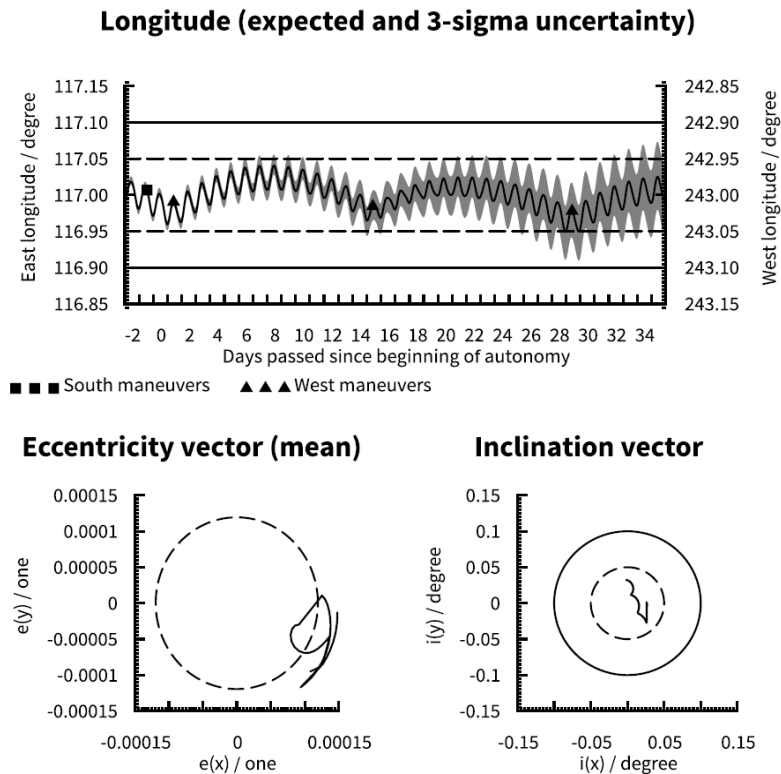 Longitude (expected and 3-sigma uncertainty)
East longitude / degree
117.15
117.10
117.05
117.00
116.95
116.90
116.85
242.85
242.90
242.95
243.00
243.05
243.10
243.15
West longitude / degree
-2 0 2 4 6 8 10 12 14 16 18 20 22 24 26 28 30 32 34
Days passed since beginning of autonomy
South maneuvers West maneuvers
Eccentricity vector (mean)
e(y) / one
0.00015
0.0001
0.00005
0
-0.00005
-0.0001
-0.00015
-0.00015 0 0.00015
e(x) / one
Inclination vector
i(y) / degree
0.15
0.1
0.05
0
-0.05
-0.1
-0.15
-0.15 -0.05 0.05 0.15
i(x) / degree